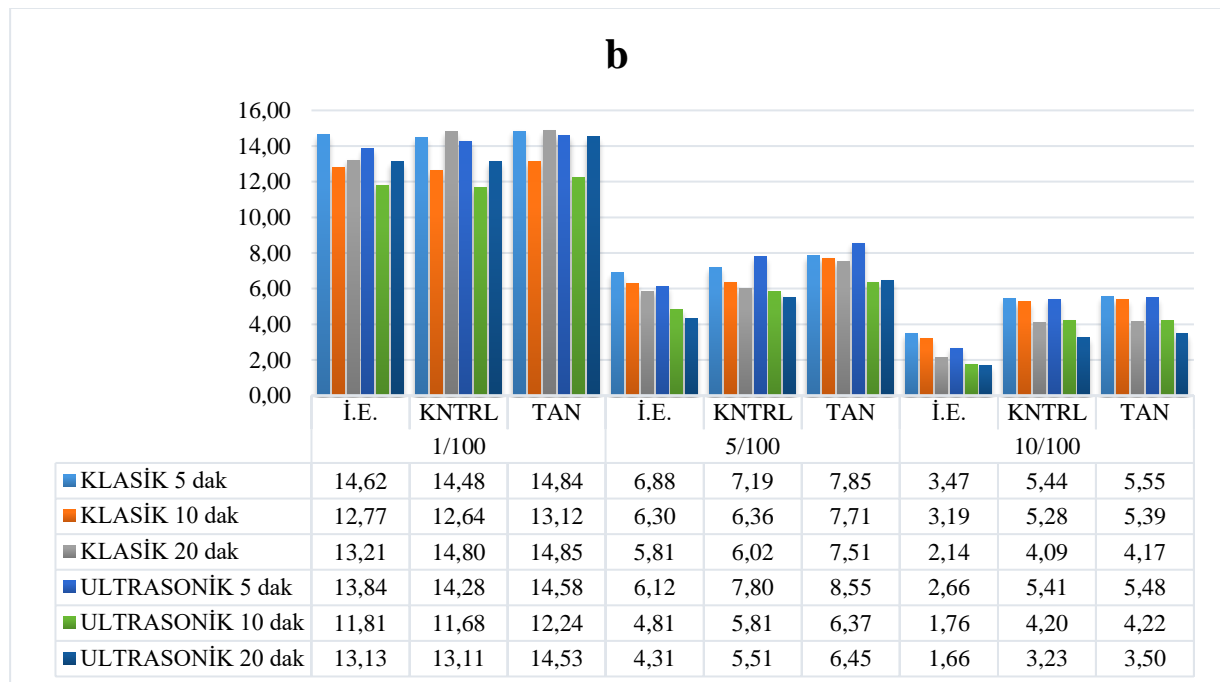 b
16,00
14,00
12,00
10,00
8,00
6,00
4,00
2,00
0,00
İ.E. KNTRL TAN İ.E. KNTRL TAN İ.E. KNTRL TAN
1/100 5/100 10/100
KLASİK 5 dak 14,62 14,48 14,84 6,88 7,19 7,85 3,47 5,44 5,55
KLASİK 10 dak 12,77 12,64 13,12 6,30 6,36 7,71 3,19 5,28 5,39
KLASİK 20 dak 13,21 14,80 14,85 5,81 6,02 7,51 2,14 4,09 4,17
ULTRASONİK 5 dak 13,84 14,28 14,58 6,12 7,80 8,55 2,66 5,41 5,48
ULTRASONİK 10 dak 11,81 11,68 12,24 4,81 5,81 6,37 1,76 4,20 4,22
ULTRASONİK 20 dak 13,13 13,11 14,53 4,31 5,51 6,45 1,66 3,23 3,50